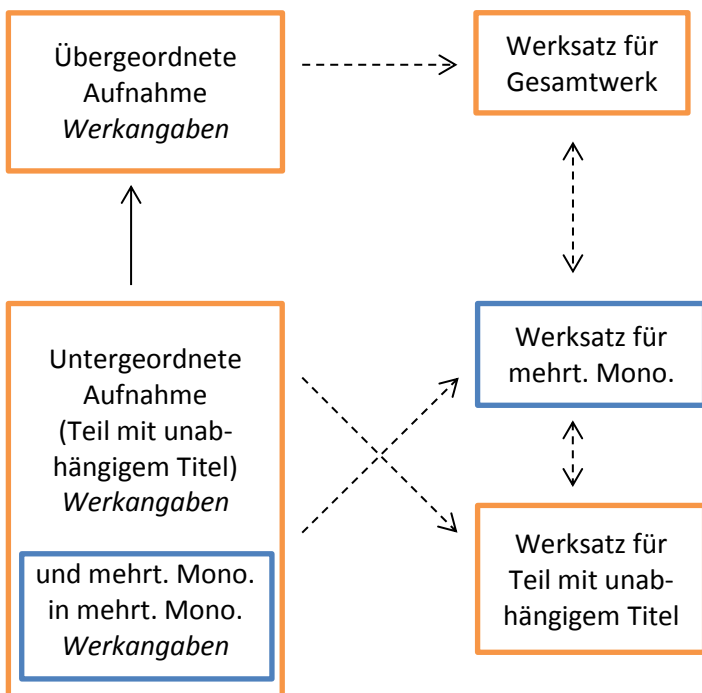 Übergeordnete
Aufnahme
Werkangaben
Werksatz für
Gesamtwerk
Untergeordnete
Aufnahme
(Teil mit unab-
hängigem Titel)
Werkangaben
und mehrt. Mono.
in mehrt. Mono.
Werkangaben
Werksatz für
mehrt. Mono.
Werksatz für
Teil mit unab-
hängigem Titel